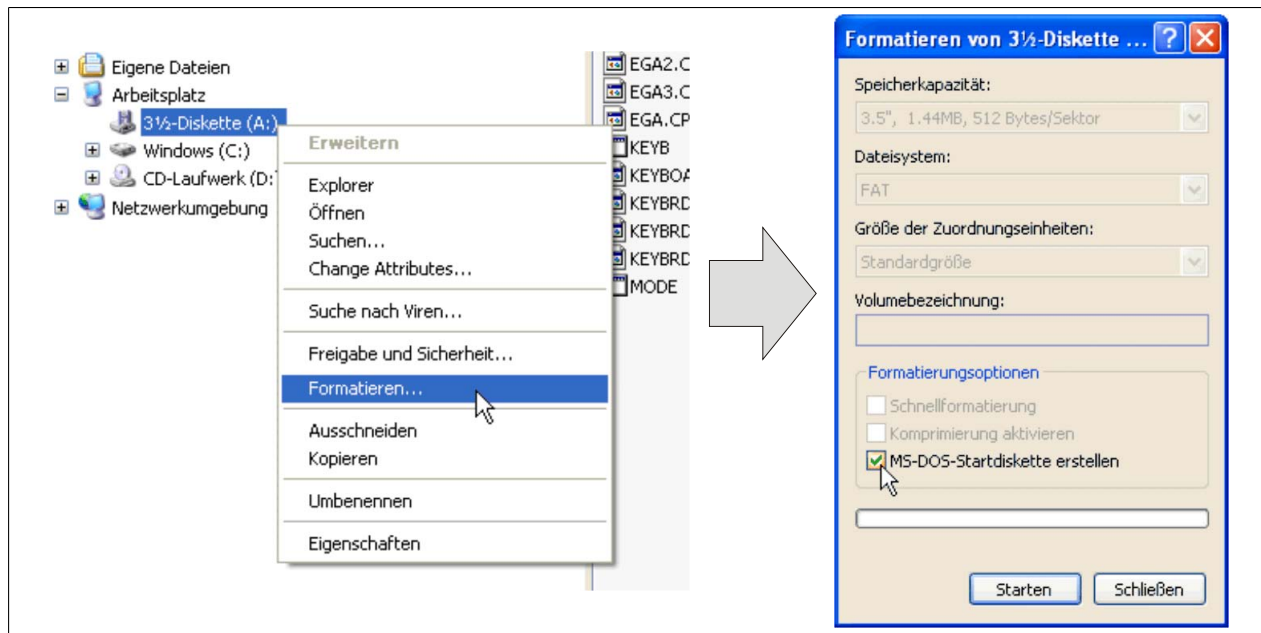 Eigene Dateien
Arbeitsplatz
3½-Diskette (A:)
Windows (C:)
CD-Laufwerk (D:
Netzwerkumgebung
Erweitern
Explorer
Öffnen
Suchen...
Change Attributes...
Suche nach Viren...
Freigabe und Sicherheit...
Formatieren...
Ausschneiden
Kopieren
Umbenennen
Eigenschaften
EGA2.C
EGA3.C
EGA.CP
KEYB
KEYBOA
KEYBRD
KEYBRD
KEYBRD
MODE
Formatieren von 3½-Diskette ...
Speicherkapazität:
3.5", 1.44MB, 512 Bytes/Sektor
Dateisystem:
FAT
Größe der Zuordnungseinheiten:
Standardgröße
Volumebezeichnung:
Formatierungsoptionen
Schnellformatierung
Komprimierung aktivieren
MS-DOS-Startdiskette erstellen
Starten
Schließen